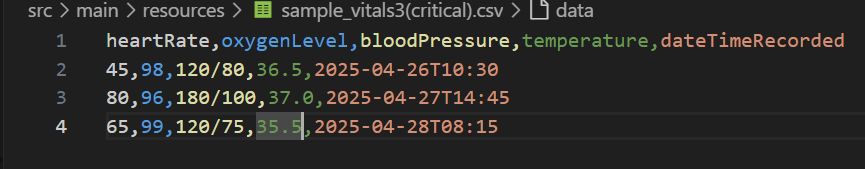 src > main > resources > sample_vitals3(critical).csv > data
1 heartRate,oxygenLevel,bloodPressure,temperature,dateTimeRecorded
2 45,98,120/80,36.5,2025-04-26T10:30
3 80,96,180/100,37.0,2025-04-27T14:45
4 65,99,120/75,35.5,2025-04-28T08:15